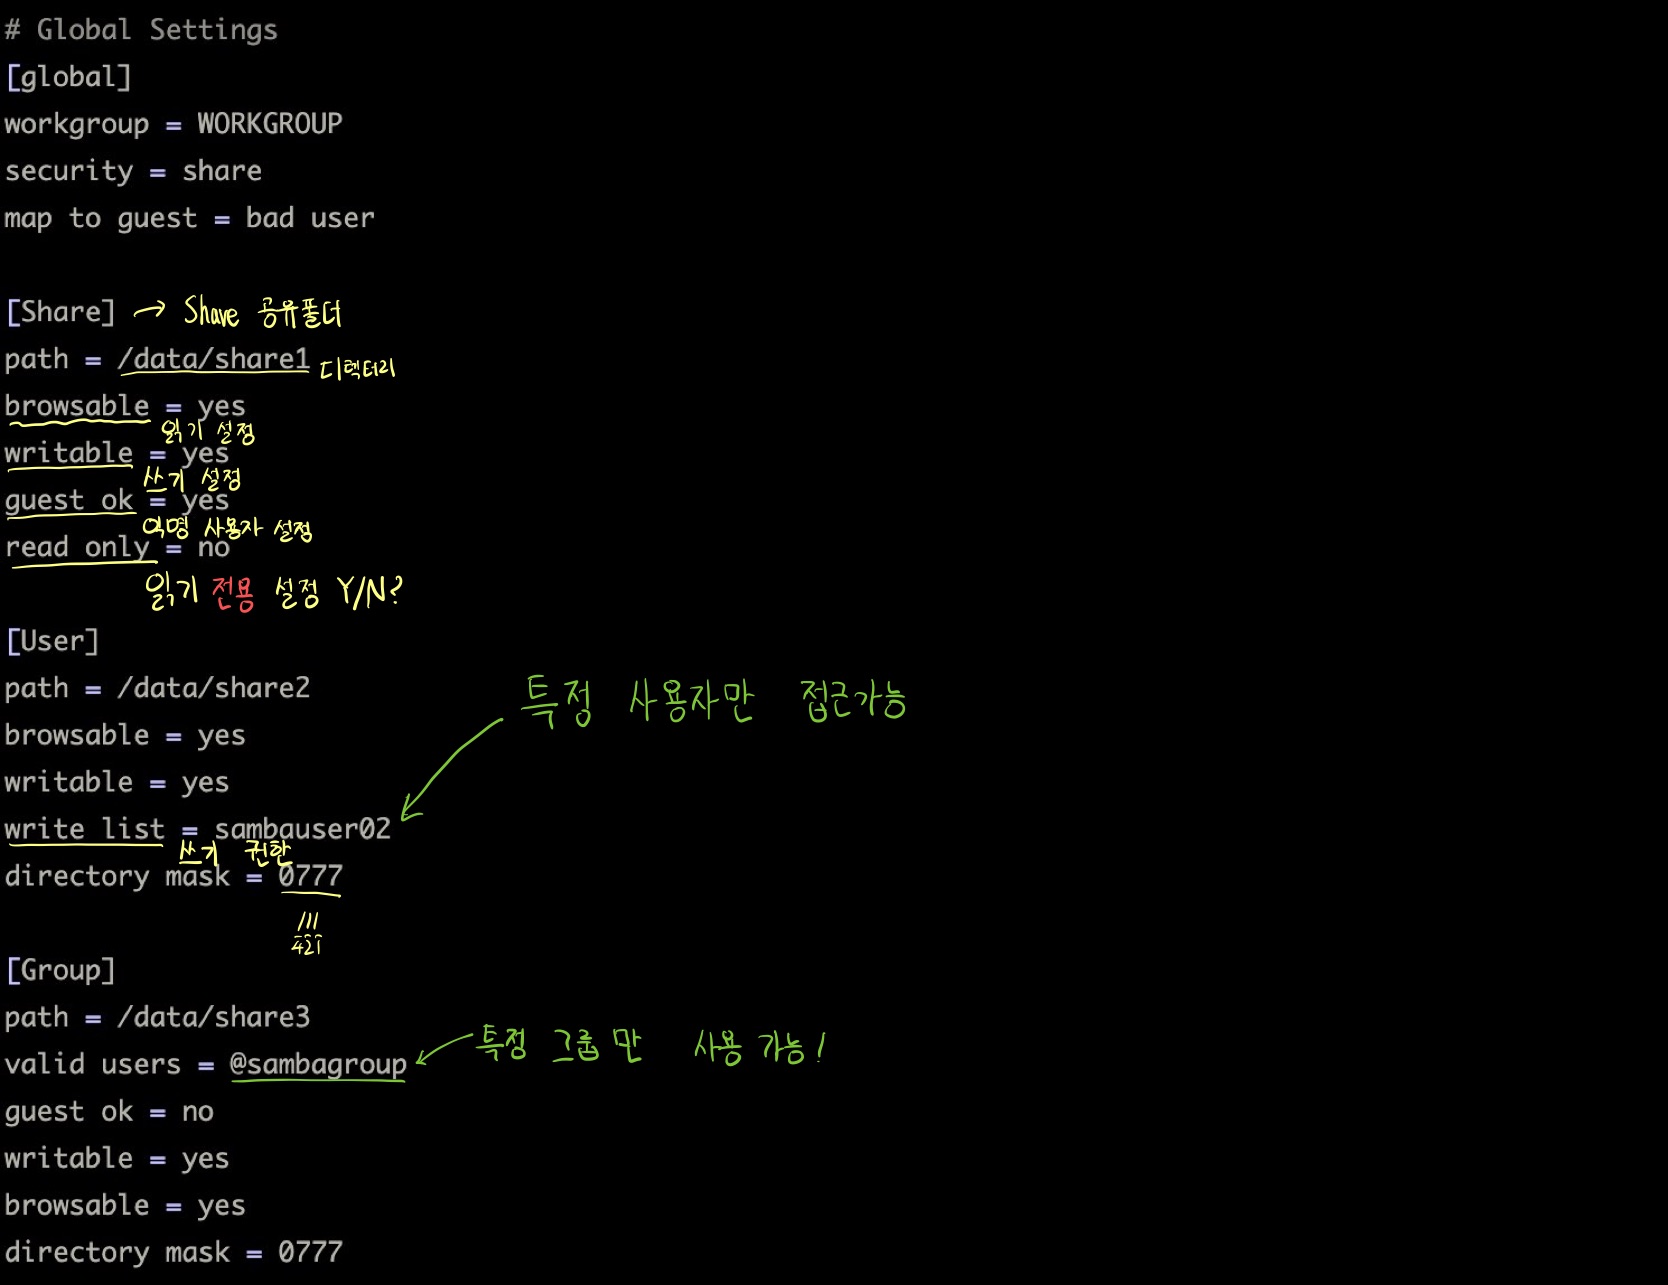 # Global Settings
[global]
workgroup = WORKGROUP
security = share
map to guest = bad user
[Share] → Share 공유폴더
path = /data/share1 디렉터리
browsable = yes
읽기 설정
writable = yes
쓰기 설정
guest ok = yes
익명 사용자 설정
read only = no
읽기 전용 설정 Y/N?
[User]
path = /data/share2
특정 사용자만 접근가능
browsable = yes
writable = yes
write list = sambauser02
쓰기 권한
directory mask = 0777
111
421
[Group]
path = /data/share3
특정 그룹만 사용 가능!
valid users = @sambagroup
guest ok = no
writable = yes
browsable = yes
directory mask = 0777